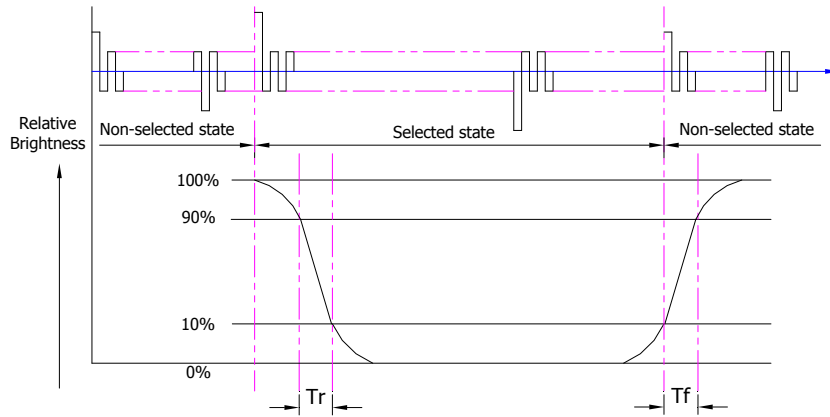 Non-selected state
Selected state
Non-selected state
Relative
Brightness
100%
90%
10%
0%
Tr
Tf